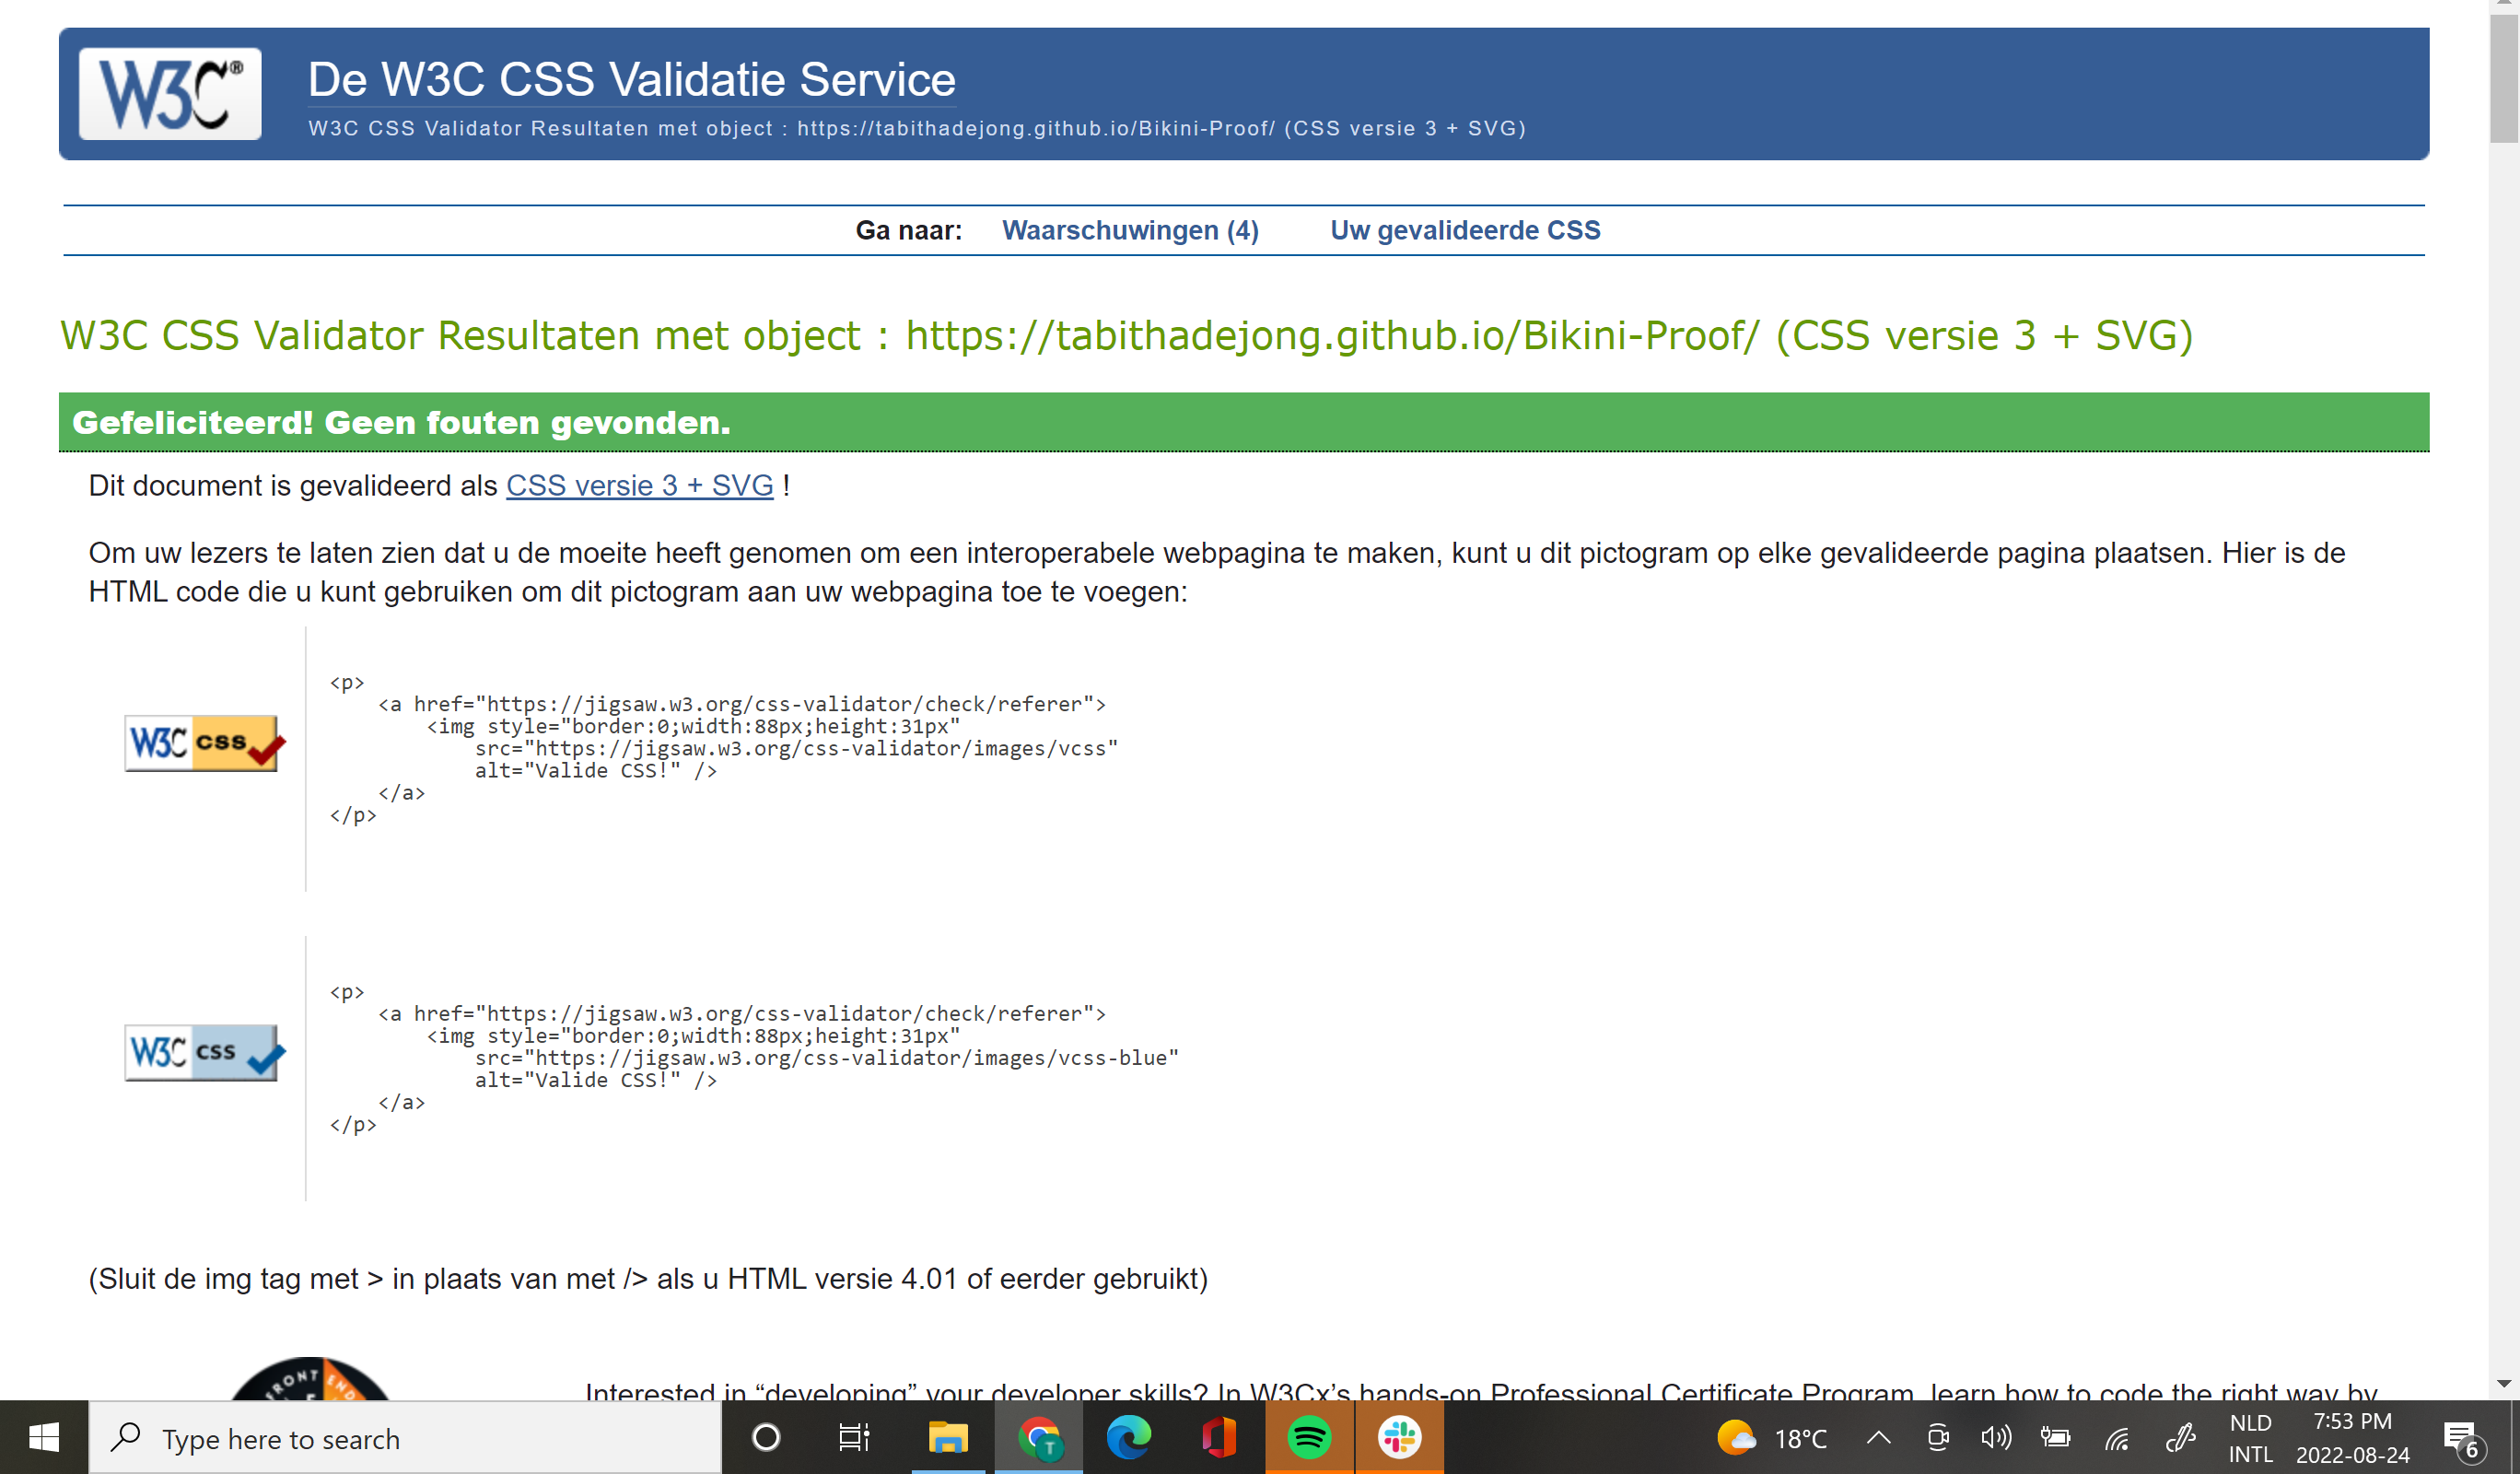 W3C®
De W3C CSS Validatie Service
W3C CSS Validator Resultaten met object : https://tabithadejong.github.io/Bikini-Proof/ (CSS versie 3 + SVG)
Ga naar: Waarschuwingen (4) Uw gevalideerde CSS
W3C CSS Validator Resultaten met object : https://tabithadejong.github.io/Bikini-Proof/ (CSS versie 3 + SVG)
Gefeliciteerd! Geen fouten gevonden.
Dit document is gevalideerd als CSS versie 3 + SVG !
Om uw lezers te laten zien dat u de moeite heeft genomen om een interoperabele webpagina te maken, kunt u dit pictogram op elke gevalideerde pagina plaatsen. Hier is de
HTML code die u kunt gebruiken om dit pictogram aan uw webpagina toe te voegen:
W3C css
<p>
<a href="https://jigsaw.w3.org/css-validator/check/referer">
<img style="border:0;width:88px;height:31px"
src="https://jigsaw.w3.org/css-validator/images/vcss"
alt="Valide CSS!" />
</a>
</p>
W3C css
<p>
<a href="https://jigsaw.w3.org/css-validator/check/referer">
<img style="border:0;width:88px;height:31px"
src="https://jigsaw.w3.org/css-validator/images/vcss-blue"
alt="Valide CSS!" />
</a>
</p>
(Sluit de img tag met > in plaats van met /> als u HTML versie 4.01 of eerder gebruikt)
FRONT END
Interested in “developing” your developer skills? In W3Cx’s hands-on Professional Certificate Program, learn how to code the right way by
Type here to search
T
18°C
NLD
INTL
7:53 PM
2022-08-24
6